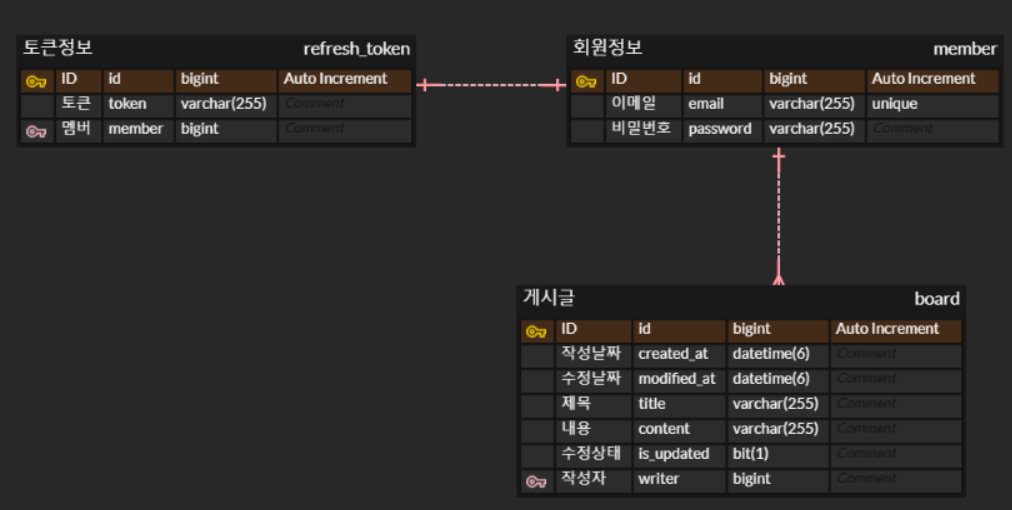 토큰정보 refresh_token
ID id bigint Auto Increment
토큰 token varchar(255) Comment
멤버 member bigint Comment
회원정보 member
ID id bigint Auto Increment
이메일 email varchar(255) unique
비밀번호 password varchar(255) Comment
게시글 board
ID id bigint Auto Increment
작성날짜 created_at datetime(6) Comment
수정날짜 modified_at datetime(6) Comment
제목 title varchar(255) Comment
내용 content varchar(255) Comment
수정상태 is_updated bit(1) Comment
작성자 writer bigint Comment